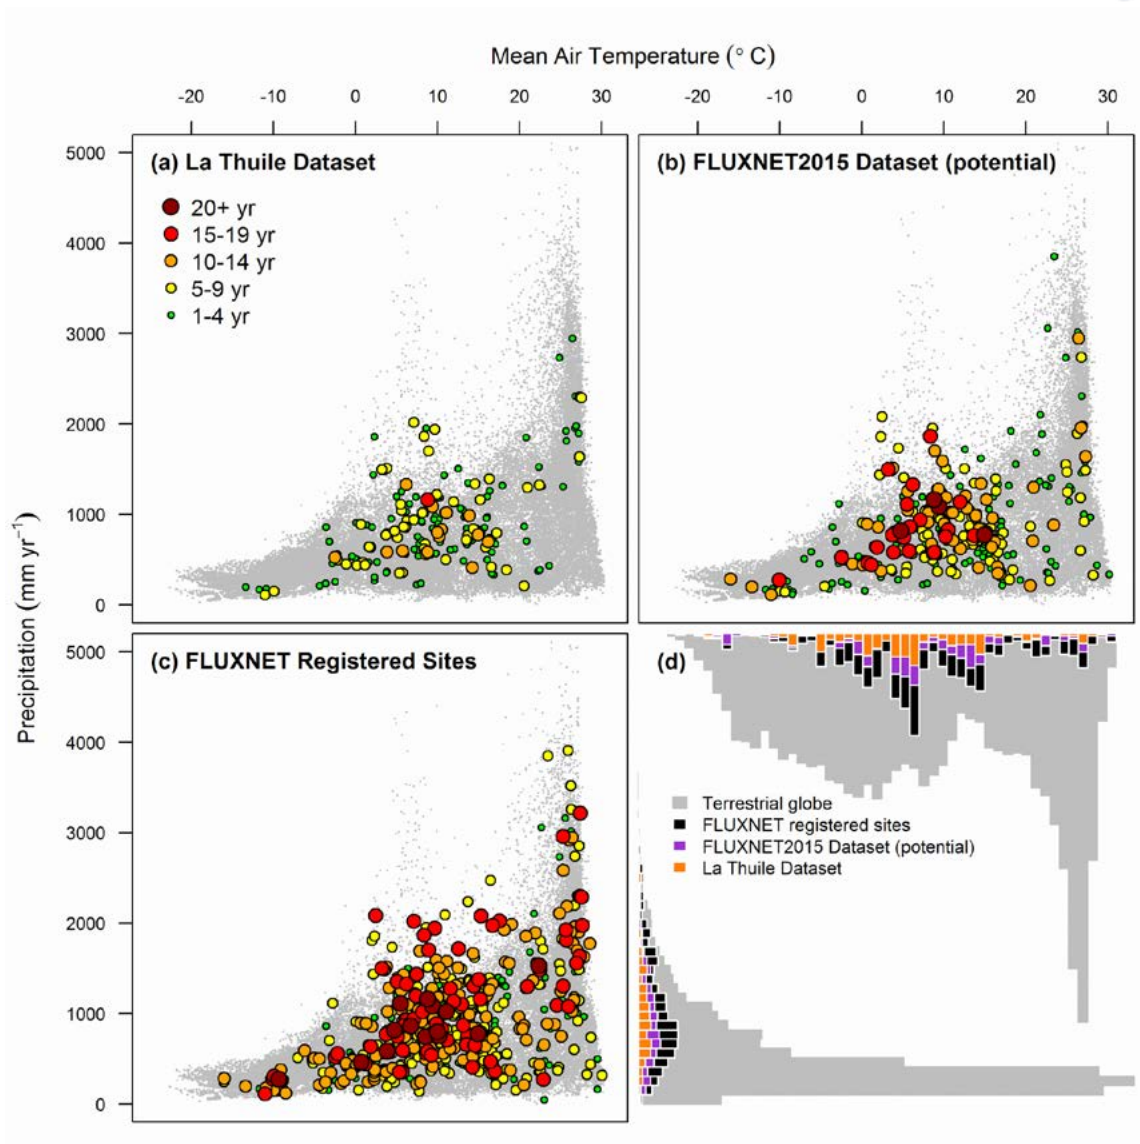 Mean Air Temperature (° C)
-20 -10 0 10 20 30 -20 -10 0 10 20 30
Precipitation (mm yr⁻¹)
(a) La Thuile Dataset
20+ yr
15-19 yr
10-14 yr
5-9 yr
1-4 yr
5000
4000
3000
2000
1000
0
(b) FLUXNET2015 Dataset (potential)
(c) FLUXNET Registered Sites
5000
4000
3000
2000
1000
0
(d)
Terrestrial globe
FLUXNET registered sites
FLUXNET2015 Dataset (potential)
La Thuile Dataset